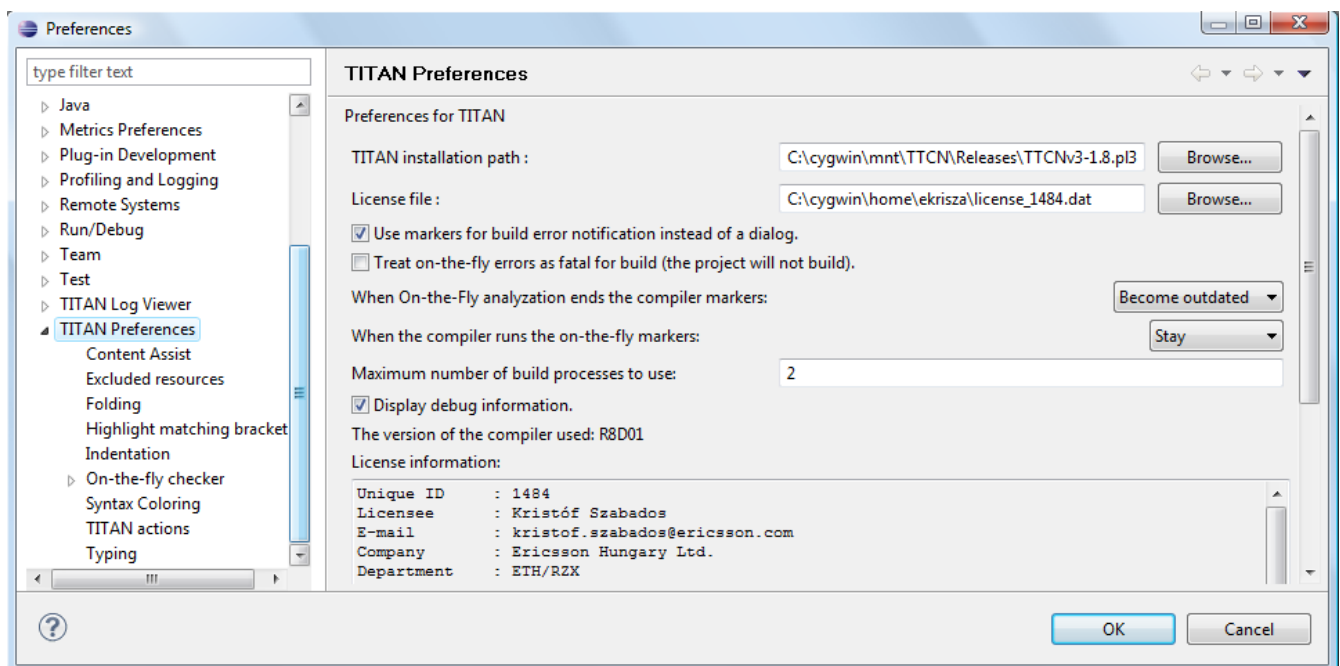 Preferences
type filter text
Java
Metrics Preferences
Plug-in Development
Profiling and Logging
Remote Systems
Run/Debug
Team
Test
TITAN Log Viewer
TITAN Preferences
Content Assist
Excluded resources
Folding
Highlight matching bracket
Indentation
On-the-fly checker
Syntax Coloring
TITAN actions
Typing
TITAN Preferences
Preferences for TITAN
TITAN installation path : C:\cygwin\mnt\TTCN\Releases\TTCNv3-1.8.pl3 Browse...
License file : C:\cygwin\home\ekrisza\license_1484.dat Browse...
Use markers for build error notification instead of a dialog.
Treat on-the-fly errors as fatal for build (the project will not build).
When On-the-Fly analyzation ends the compiler markers: Become outdated
When the compiler runs the on-the-fly markers: Stay
Maximum number of build processes to use: 2
Display debug information.
The version of the compiler used: R8D01
License information:
Unique ID : 1484
Licensee : Kristóf Szabados
E-mail : kristof.szabados@ericsson.com
Company : Ericsson Hungary Ltd.
Department : ETH/RZX
OK Cancel